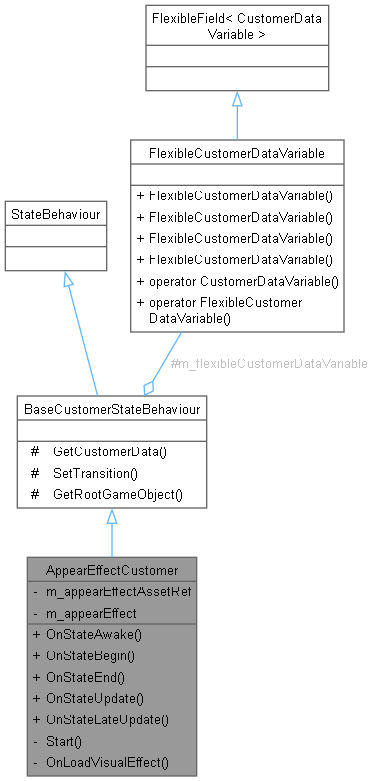 FlexibleField< CustomerData
Variable >
FlexibleCustomerDataVariable
+ FlexibleCustomerDataVariable()
+ FlexibleCustomerDataVariable()
+ FlexibleCustomerDataVariable()
+ FlexibleCustomerDataVariable()
+ operator CustomerDataVariable()
+ operator FlexibleCustomer
DataVariable()
StateBehaviour
#m_flexibleCustomerDataVariable
BaseCustomerStateBehaviour
# GetCustomerData()
# SetTransition()
# GetRootGameObject()
AppearEffectCustomer
- m_appearEffectAssetRef
- m_appearEffect
+ OnStateAwake()
+ OnStateBegin()
+ OnStateEnd()
+ OnStateUpdate()
+ OnStateLateUpdate()
- Start()
- OnLoadVisualEffect()